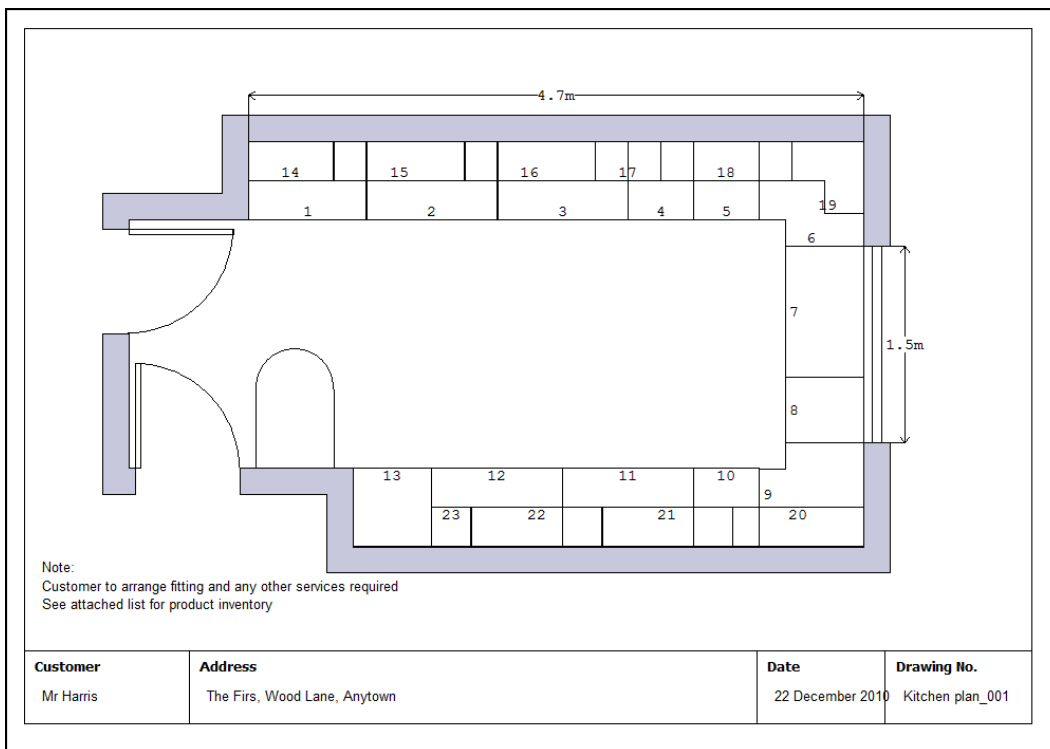 4.7m
14 15 16 17 18
1 2 3 4 5 19
6
7
1.5m
8
13 12 11 10
9
23 22 21 20
Note:
Customer to arrange fitting and any other services required
See attached list for product inventory
Customer Address Date Drawing No.
Mr Harris The Firs, Wood Lane, Anytown 22 December 2010 Kitchen plan_001